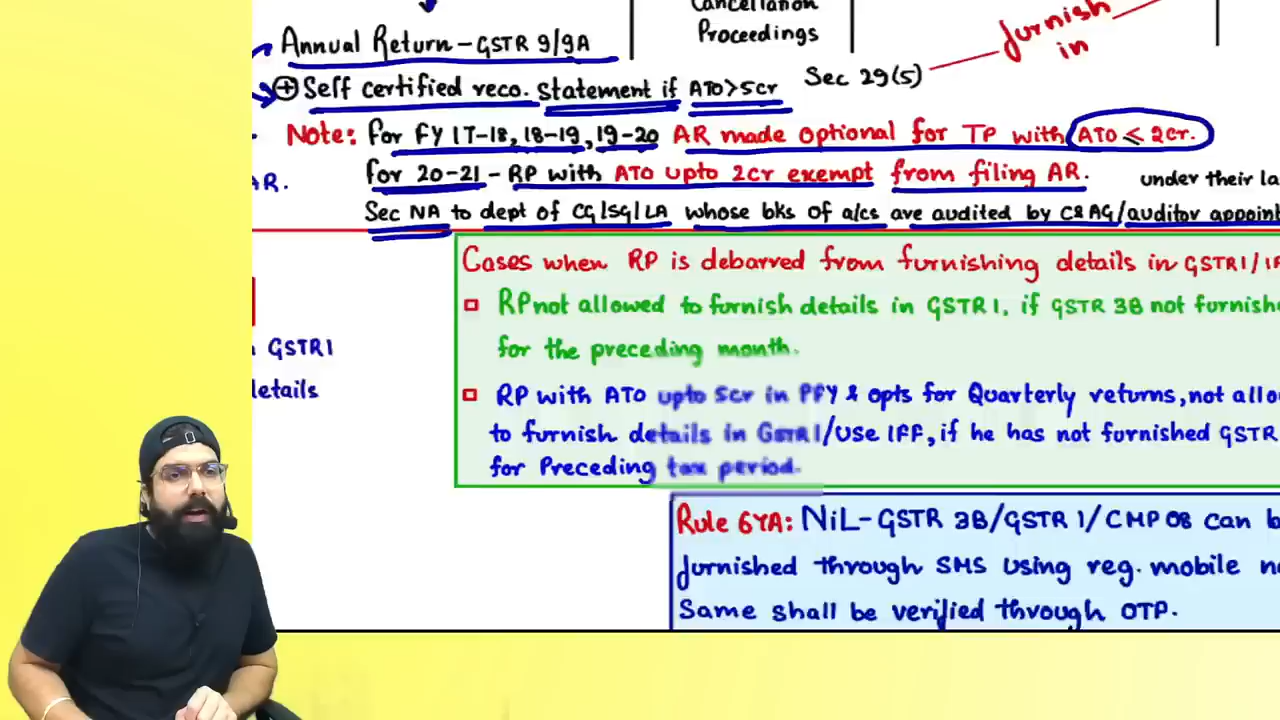 Cancellation
Proceedings
furnish
in
Annual Return - GSTR 9/9A
⊕ Self certified reco. Statement if ATO>5cr
Sec 29(5)
Note: for FY 17-18, 18-19, 19-20 AR made optional for TP with ATO ≤ 2cr.
for 20-21 - RP with ATO upto 2Cr exempt from filing AR.
AR.
under their la
Sec NA to dept of CG/SG/LA whose bks of a/cs are audited by C&AG/auditor appoint
Cases when RP is debarred from furnishing details in GSTR1/IF
RP not allowed to furnish details in GSTR1, if GSTR 3B not furnishe
for the preceding month.
GSTR1
details
RP with ATO upto 5cr in PFY & opts for Quarterly returns, not allo
to furnish details in GSTR1/Use IFF, if he has not furnished GSTR
for Preceding tax period.
Rule 67A: NiL-GSTR 3B/GSTR 1/CMP 08 can b
furnished through SMS using reg. mobile n
Same shall be verified through OTP.